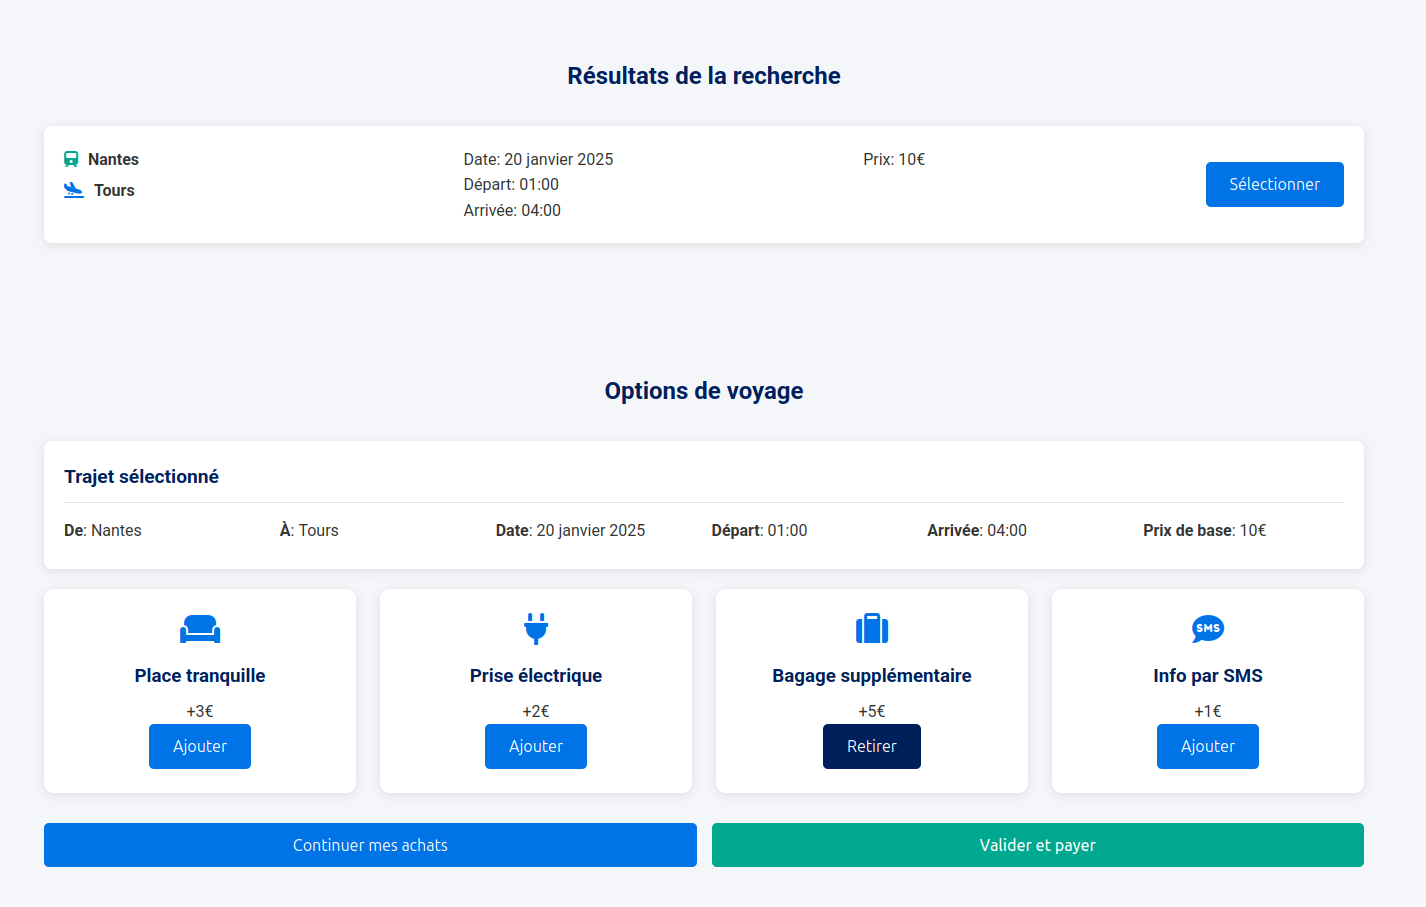 Résultats de la recherche
Nantes
Tours
Date: 20 janvier 2025
Départ: 01:00
Arrivée: 04:00
Prix: 10€
Sélectionner
Options de voyage
Trajet sélectionné
De: Nantes
À: Tours
Date: 20 janvier 2025
Départ: 01:00
Arrivée: 04:00
Prix de base: 10€
Place tranquille
+3€
Ajouter
Prise électrique
+2€
Ajouter
Bagage supplémentaire
+5€
Retirer
SMS
Info par SMS
+1€
Ajouter
Continuer mes achats
Valider et payer